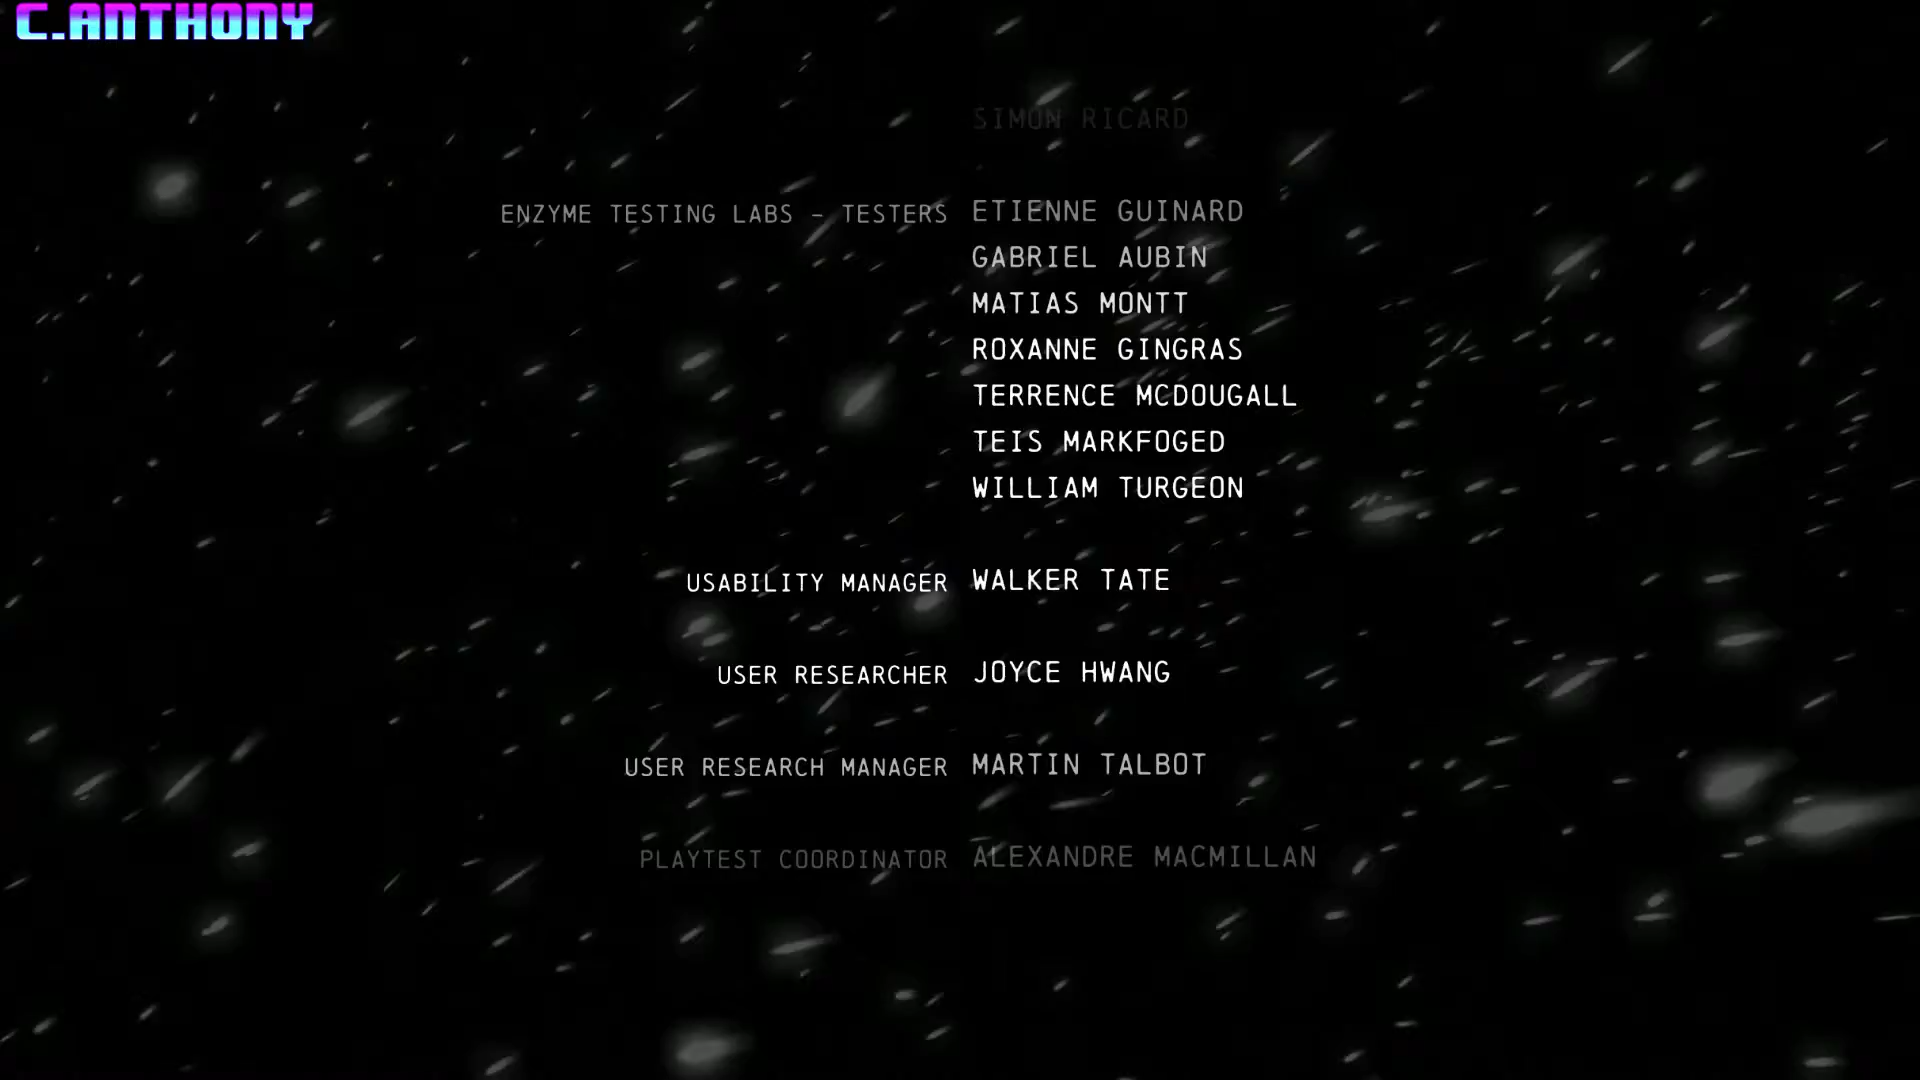 C.ANTHONY
SIMON RICARD
ENZYME TESTING LABS - TESTERS ETIENNE GUINARD
GABRIEL AUBIN
MATIAS MONTT
ROXANNE GINGRAS
TERRENCE MCDOUGALL
TEIS MARKFOGED
WILLIAM TURGEON
USABILITY MANAGER WALKER TATE
USER RESEARCHER JOYCE HWANG
USER RESEARCH MANAGER MARTIN TALBOT
PLAYTEST COORDINATOR ALEXANDRE MACMILLAN